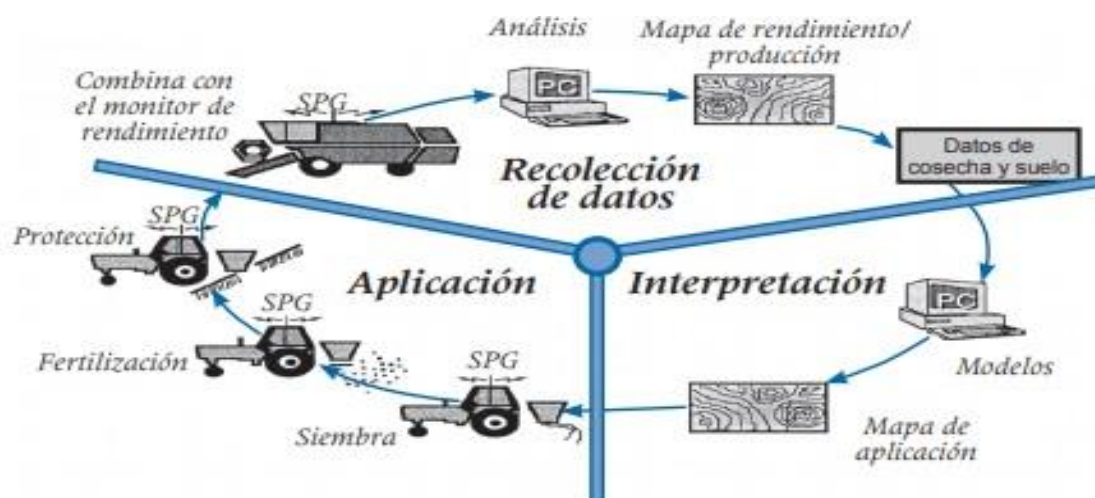 Análisis
Mapa de rendimiento/
producción
Combina con
el monitor de
rendimiento
SPG
PC
Datos de
cosecha y suelo
Recolección
de datos
SPG
Protección
Aplicación
Interpretación
PC
SPG
Fertilización
SPG
Modelos
Siembra
Mapa de
aplicación